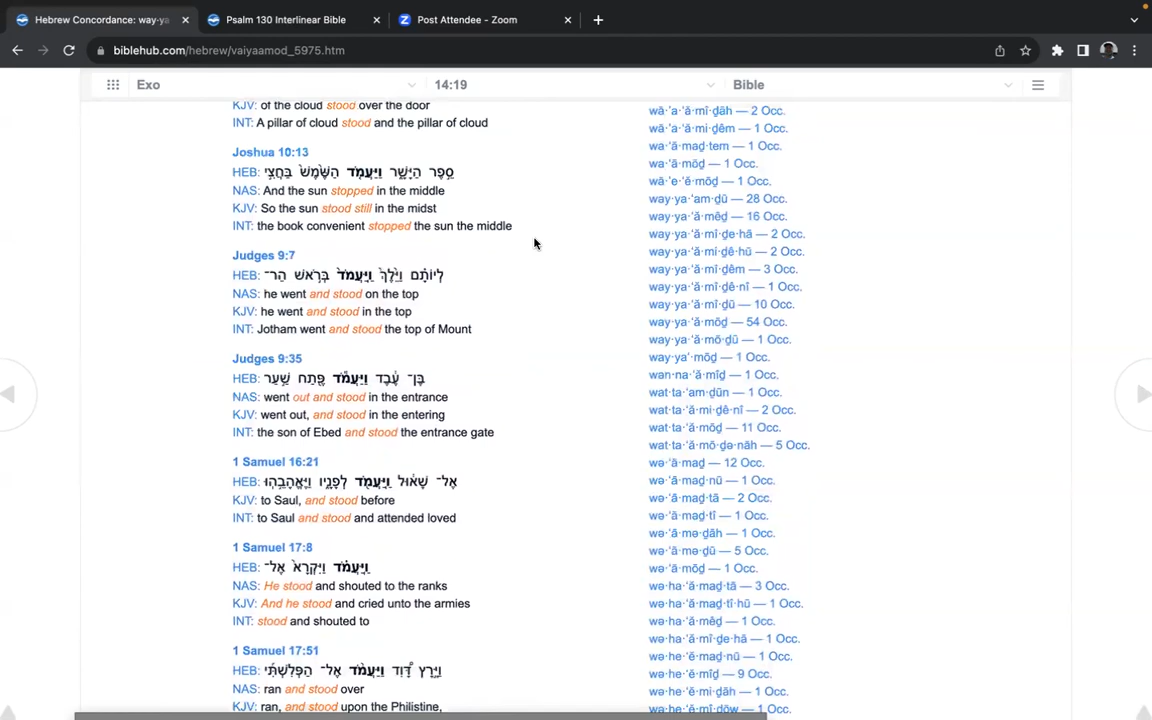 Hebrew Concordance: way·ya
Psalm 130 Interlinear Bible
Post Attendee - Zoom
biblehub.com/hebrew/vaiyaamod_5975.htm
Exo
14:19
Bible
KJV: of the cloud stood over the door
INT: A pillar of cloud stood and the pillar of cloud
Joshua 10:13
HEB: סֵ֣פֶר הַיָּשָׁ֑ר וַיַּעֲמֹ֤ד הַשֶּׁ֙מֶשׁ֙ בַּחֲצִ֣י
NAS: And the sun stopped in the middle
KJV: So the sun stood still in the midst
INT: the book convenient stopped the sun the middle
Judges 9:7
HEB: לְיוֹתָ֗ם וַיֵּ֙לֶךְ֙ וַֽיַּעֲמֹד֙ בְּרֹ֣אשׁ הַר־
NAS: he went and stood on the top
KJV: he went and stood in the top
INT: Jotham went and stood the top of Mount
Judges 9:35
HEB: בֶּן־ עֶ֔בֶד וַיַּעֲמֹ֕ד פֶּ֖תַח שַׁ֣עַר
NAS: went out and stood in the entrance
KJV: went out, and stood in the entering
INT: the son of Ebed and stood the entrance gate
1 Samuel 16:21
HEB: אֶל־ שָׁא֔וּל וַֽיַּעֲמֹ֖ד לְפָנָ֑יו וַיֶּאֱהָבֵ֣הֽוּ
KJV: to Saul, and stood before
INT: to Saul and stood and attended loved
1 Samuel 17:8
HEB: וַֽיַּעֲמֹ֗ד וַיִּקְרָא֙ אֶל־
NAS: He stood and shouted to the ranks
KJV: And he stood and cried unto the armies
INT: stood and shouted to
1 Samuel 17:51
HEB: וַיָּ֣רָץ דָּ֠וִד וַיַּעֲמֹ֨ד אֶל־ הַפְּלִשְׁתִּ֜י
NAS: ran and stood over
KJV: ran, and stood upon the Philistine,
wā·'a·'ă·mî·ḏāh — 2 Occ.
wā·'a·'ă·mi·ḏêm — 1 Occ.
wa·'ă·maḏ·tem — 1 Occ.
wa·'ă·mōḏ — 1 Occ.
wā·'e·'ĕ·mōḏ — 1 Occ.
way·ya·'am·ḏū — 28 Occ.
way·ya·'ă·mêḏ — 16 Occ.
way·ya·'ă·mî·ḏe·hā — 2 Occ.
way·ya·'ă·mi·ḏê·hū — 2 Occ.
way·ya·'ă·mî·ḏêm — 3 Occ.
way·ya·'ă·mi·ḏê·nî — 1 Occ.
way·ya·'ă·mî·ḏū — 10 Occ.
way·ya·'ă·mōḏ — 54 Occ.
way·ya·'ă·mō·ḏū — 1 Occ.
way·ya'·mōḏ — 1 Occ.
wan·na·'ă·mîḏ — 1 Occ.
wat·ta·'am·ḏūn — 1 Occ.
wat·ta·'ă·mi·ḏê·nî — 2 Occ.
wat·ta·'ă·mōḏ — 11 Occ.
wat·ta·'ă·mō·ḏə·nāh — 5 Occ.
wə·'ā·maḏ — 12 Occ.
wə·'ā·maḏ·nū — 1 Occ.
wə·'ā·maḏ·tā — 2 Occ.
wə·'ā·maḏ·tî — 1 Occ.
wə·'ā·mə·ḏāh — 1 Occ.
wə·'ā·mə·ḏū — 5 Occ.
wə·'ă·mōḏ — 1 Occ.
wə·ha·'ă·maḏ·tā — 3 Occ.
wə·ha·'ă·maḏ·tî·hū — 1 Occ.
wə·ha·'ă·mêḏ — 1 Occ.
wə·ha·'ă·mî·ḏe·hā — 1 Occ.
wə·he·'ĕ·maḏ·nū — 1 Occ.
wə·he·'ĕ·mîḏ — 9 Occ.
wə·he·'ĕ·mi·ḏāh — 1 Occ.
wə·he·'ĕ·mi·ḏōw — 1 Occ.